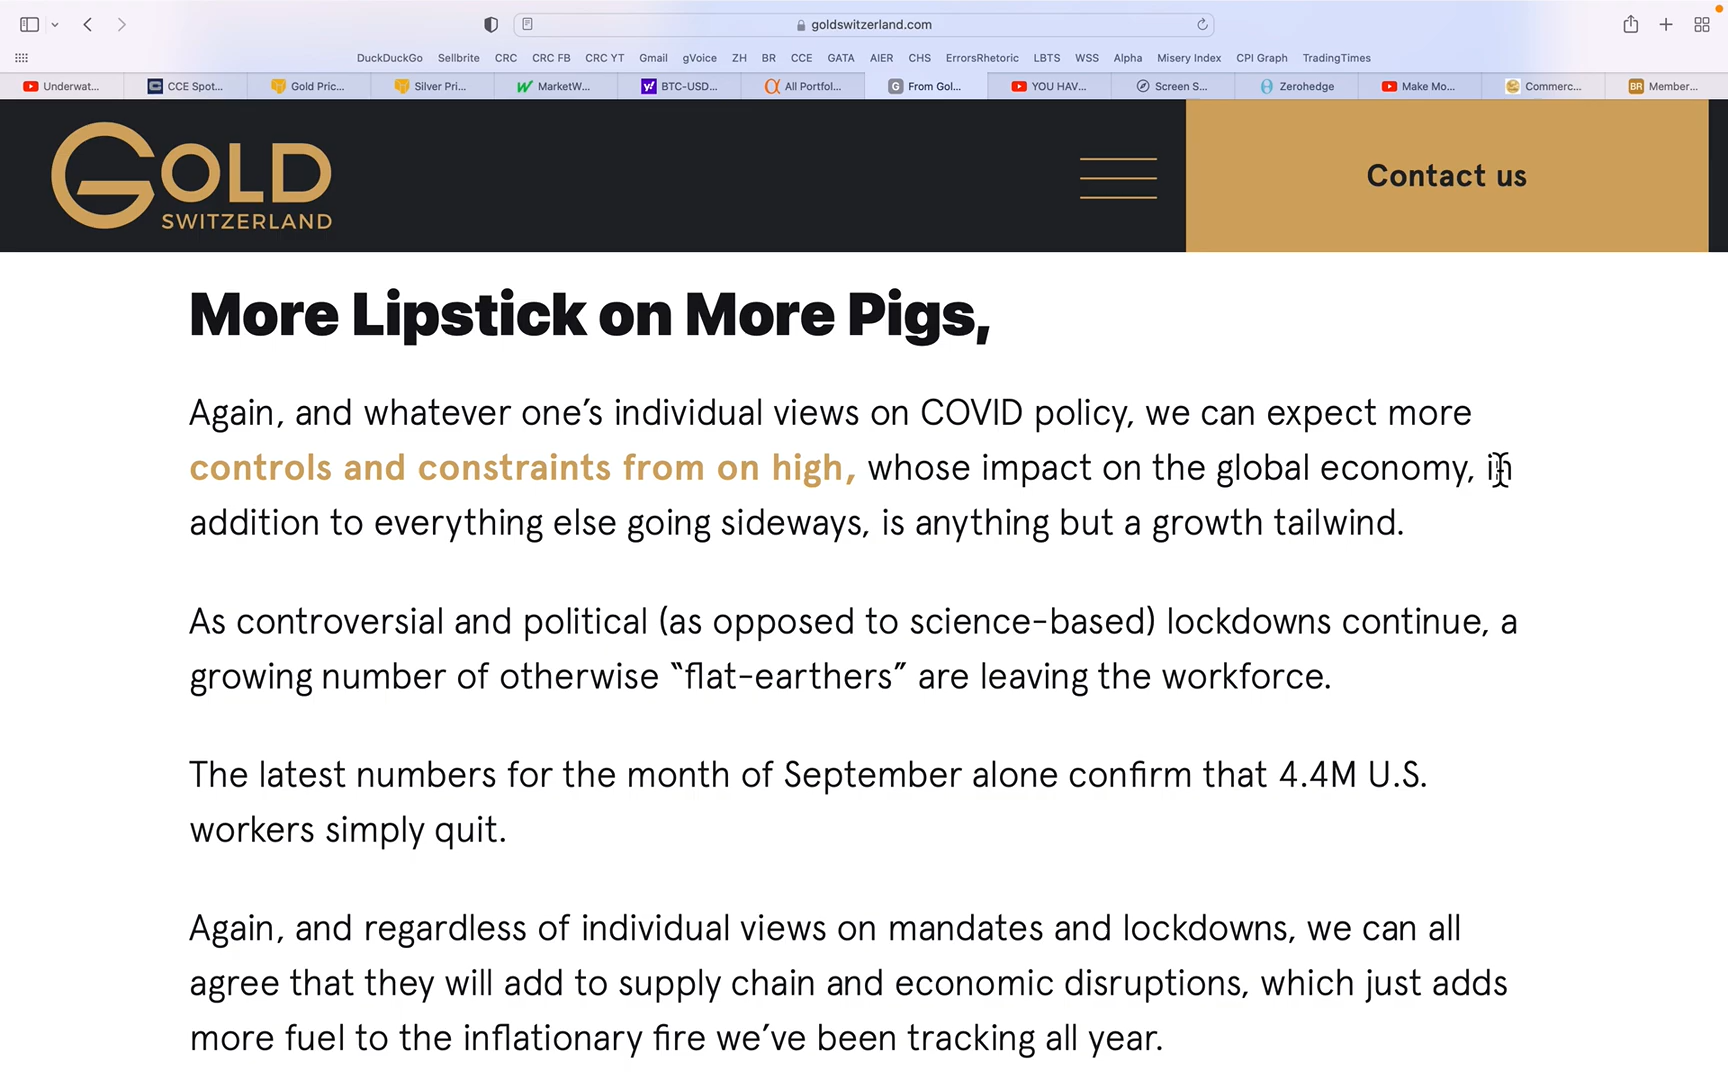 goldswitzerland.com
DuckDuckGo Sellbrite CRC CRC FB CRC YT Gmail gVoice ZH BR CCE GATA AIER CHS ErrorsRhetoric LBTS WSS Alpha Misery Index CPI Graph TradingTimes
Underwat... CCE Spot... Gold Pric... Silver Pri... MarketW... BTC-USD... All Portfol... From Gol... YOU HAV... Screen S... Zerohedge Make Mo... Commerc... Member...
GOLD
SWITZERLAND
Contact us
More Lipstick on More Pigs,
Again, and whatever one’s individual views on COVID policy, we can expect more
controls and constraints from on high, whose impact on the global economy, in
addition to everything else going sideways, is anything but a growth tailwind.
As controversial and political (as opposed to science-based) lockdowns continue, a
growing number of otherwise “flat-earthers” are leaving the workforce.
The latest numbers for the month of September alone confirm that 4.4M U.S.
workers simply quit.
Again, and regardless of individual views on mandates and lockdowns, we can all
agree that they will add to supply chain and economic disruptions, which just adds
more fuel to the inflationary fire we’ve been tracking all year.